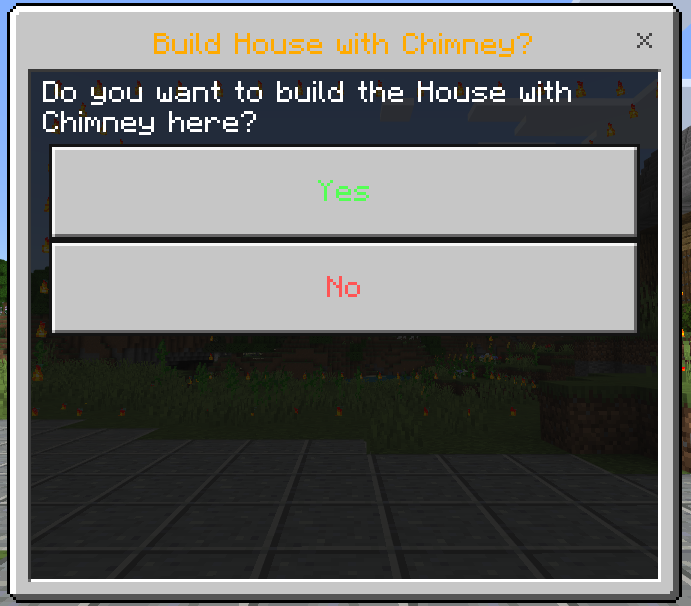 Build House with Chimney?
Do you want to build the House with
Chimney here?
Yes
No